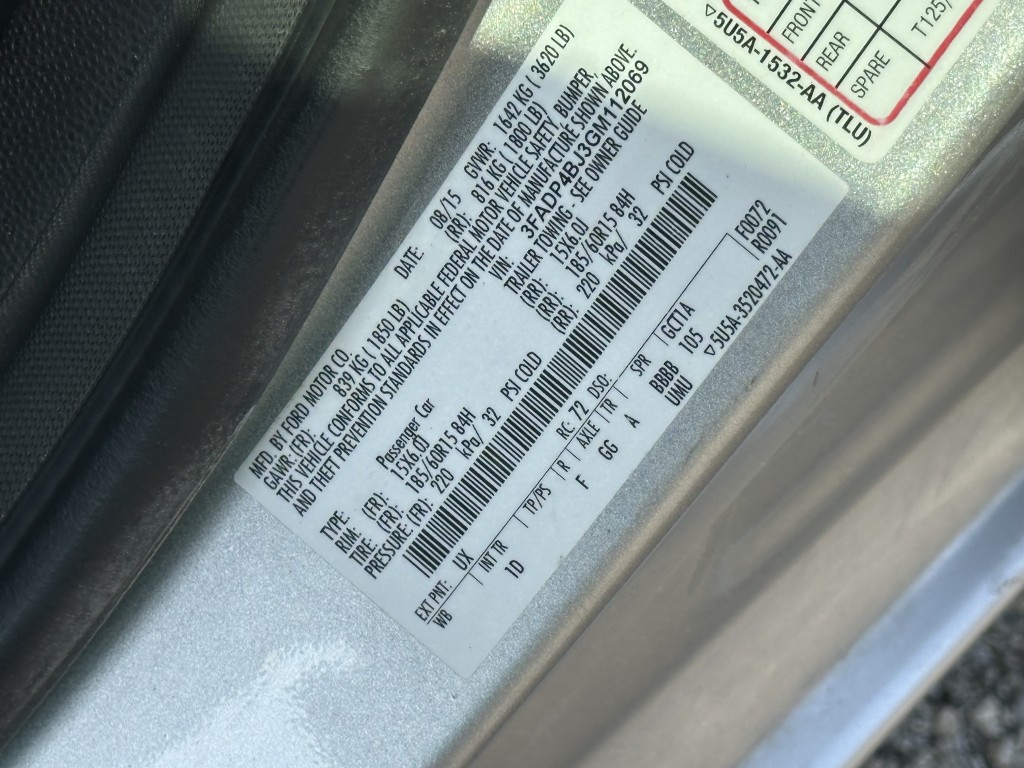 MFD. BY FORD MOTOR CO. DATE: 08/15 GVWR: 1642 KG ( 3620 LB)
GAWR: (FR): 839 KG ( 1850 LB) (RR): 816 KG ( 1800 LB)
THIS VEHICLE CONFORMS TO ALL APPLICABLE FEDERAL MOTOR VEHICLE SAFETY, BUMPER,
AND THEFT PREVENTION STANDARDS IN EFFECT ON THE DATE OF MANUFACTURE SHOWN ABOVE.
VIN: 3FADP4BJ3GM112069
TYPE: Passenger Car TRAILER TOWING - SEE OWNER GUIDE
RIM: (FR): 15X6.0J (RR): 15X6.0J
TIRE: (FR): 185/60R15 84H (RR): 185/60R15 84H
PRESSURE: (FR): 220 kPa/ 32 PSI COLD (RR): 220 kPa/ 32 PSI COLD
EXT PNT: UX RC: 72 DSO: F0072
WB INT TR TP/PS R AXLE TR SPR GCT1A R0091
1D F GG A BBBB 105
UMU ▽5U5A-3520472-AA
FRONT
REAR
SPARE T125/
▽5U5A-1532-AA (TLU)